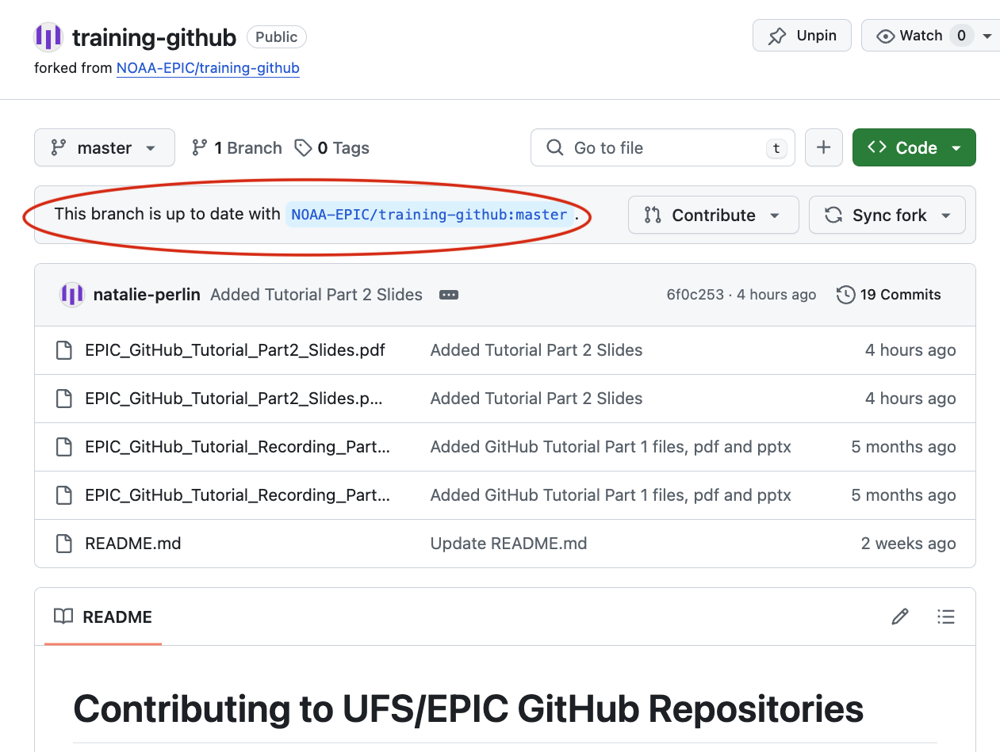 training-github Public Unpin Watch 0
forked from NOAA-EPIC/training-github
master 1 Branch 0 Tags Go to file t Code
This branch is up to date with NOAA-EPIC/training-github:master . Contribute Sync fork
natalie-perlin Added Tutorial Part 2 Slides 6f0c253 · 4 hours ago 19 Commits
EPIC_GitHub_Tutorial_Part2_Slides.pdf Added Tutorial Part 2 Slides 4 hours ago
EPIC_GitHub_Tutorial_Part2_Slides.p... Added Tutorial Part 2 Slides 4 hours ago
EPIC_GitHub_Tutorial_Recording_Part... Added GitHub Tutorial Part 1 files, pdf and pptx 5 months ago
EPIC_GitHub_Tutorial_Recording_Part... Added GitHub Tutorial Part 1 files, pdf and pptx 5 months ago
README.md Update README.md 2 weeks ago
README
Contributing to UFS/EPIC GitHub Repositories